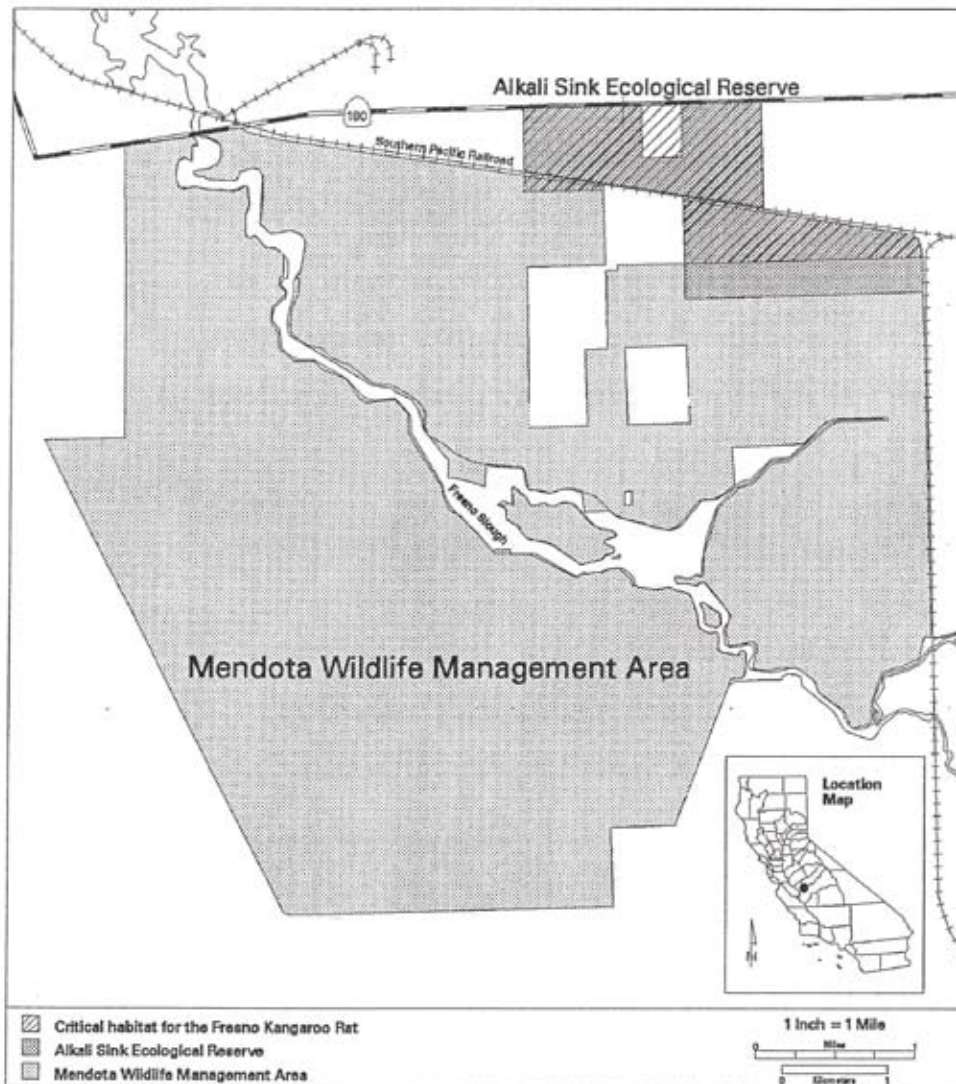 Alkali Sink Ecological Reserve
180
Southern Pacific Railroad
Fresno Slough
Mendota Wildlife Management Area
Location
Map
N
Critical habitat for the Fresno Kangaroo Rat
Alkali Sink Ecological Reserve
Mendota Wildlife Management Area
1 Inch = 1 Mile
Miles
0 1
0 1
Kilometers